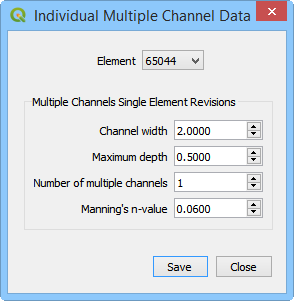 Individual Multiple Channel Data
Element 65044
Multiple Channels Single Element Revisions
Channel width 2.0000
Maximum depth 0.5000
Number of multiple channels 1
Manning's n-value 0.0600
Save Close